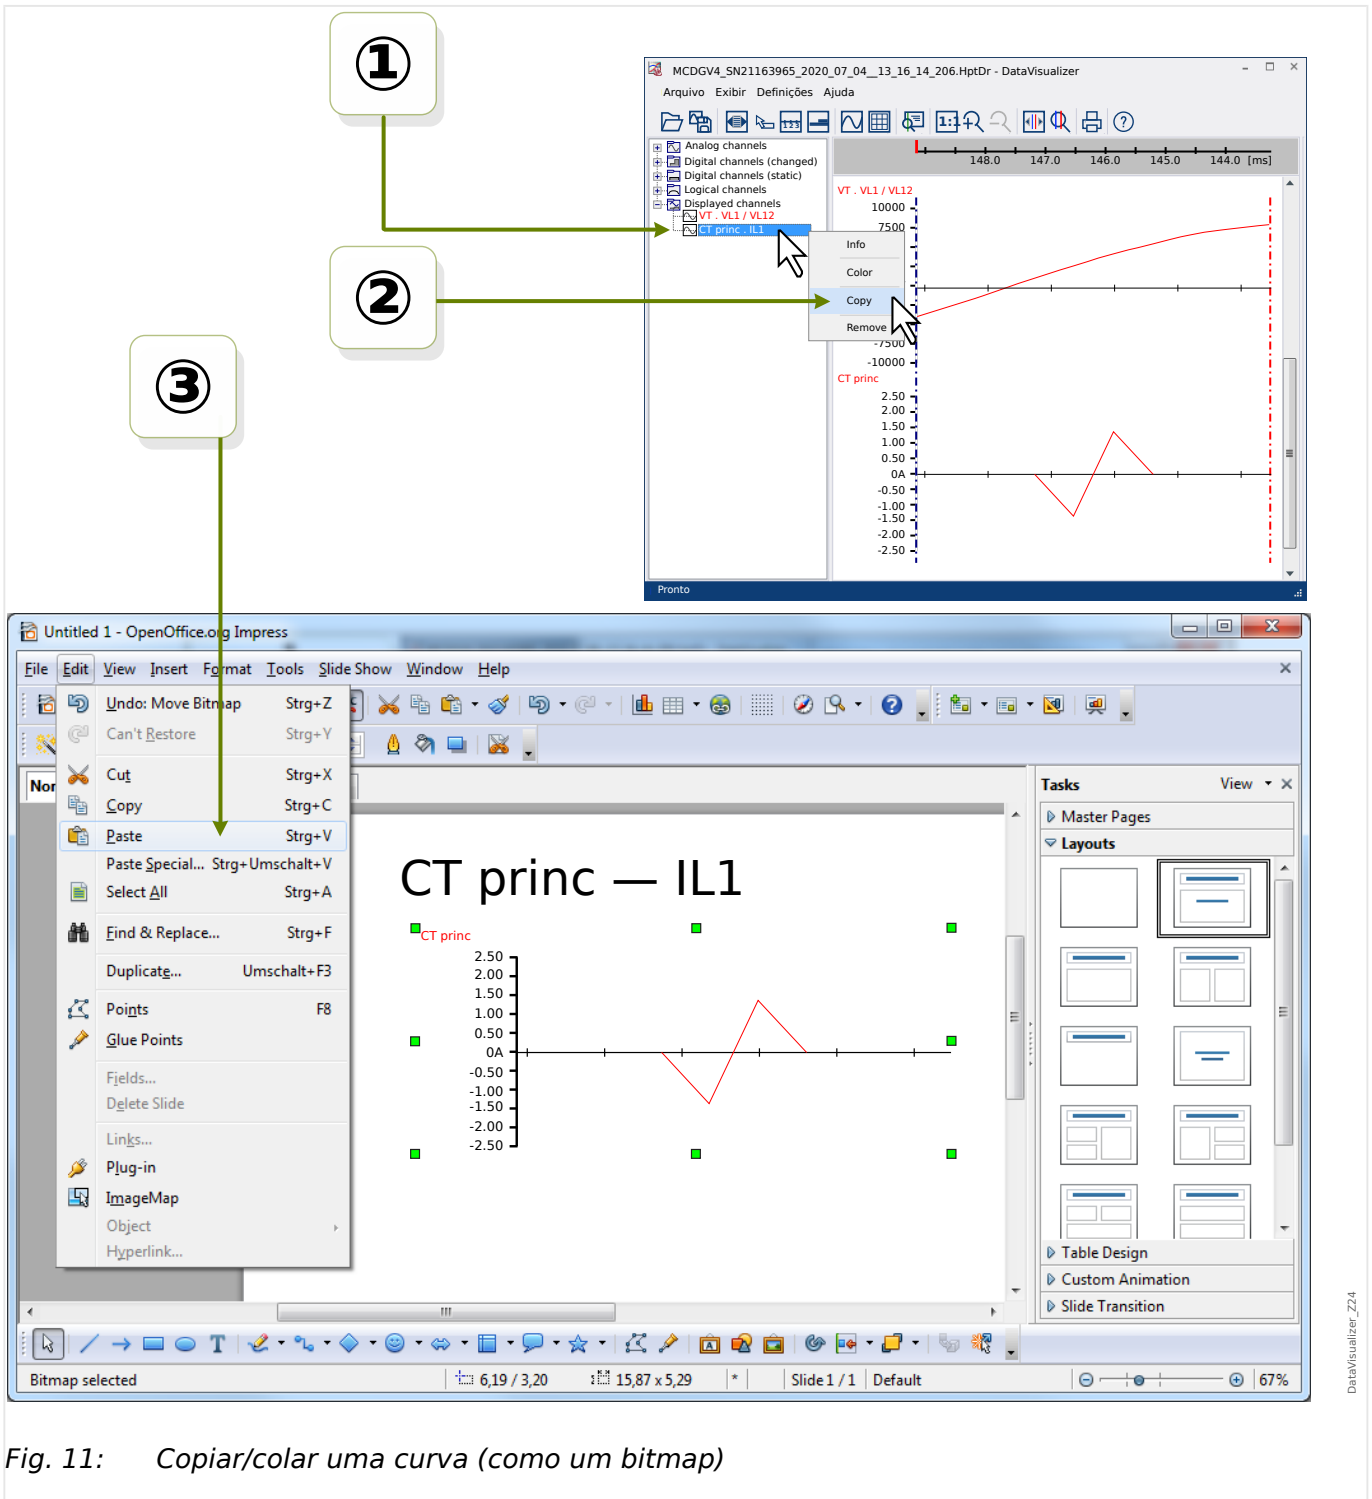 ①
MCDGV4_SN21163965_2020_07_04__13_16_14_206.HptDr - DataVisualizer
Arquivo Exibir Definições Ajuda
1:1
Analog channels
Digital channels (changed)
Digital channels (static)
Logical channels
Displayed channels
VT . VL1 / VL12
CT princ . IL1
148.0 147.0 146.0 145.0 144.0 [ms]
VT . VL1 / VL12
10000
7500
-7500
-10000
Info
Color
Copy
Remove
②
③
CT princ
2.50
2.00
1.50
1.00
0.50
0A
-0.50
-1.00
-1.50
-2.00
-2.50
Pronto
Untitled 1 - OpenOffice.org Impress
File Edit View Insert Format Tools Slide Show Window Help
Undo: Move Bitmap Strg+Z
Can't Restore Strg+Y
Cut Strg+X
Copy Strg+C
Paste Strg+V
Paste Special... Strg+Umschalt+V
Select All Strg+A
Find & Replace... Strg+F
Duplicate... Umschalt+F3
Points F8
Glue Points
Fields...
Delete Slide
Links...
Plug-in
ImageMap
Object
Hyperlink...
Nor
CT princ — IL1
CT princ
2.50
2.00
1.50
1.00
0.50
0A
-0.50
-1.00
-1.50
-2.00
-2.50
Tasks View
Master Pages
Layouts
Table Design
Custom Animation
Slide Transition
Bitmap selected 6,19 / 3,20 15,87 x 5,29 * Slide 1 / 1 Default 67%
DataVisualizer_Z24
Fig. 11: Copiar/colar uma curva (como um bitmap)